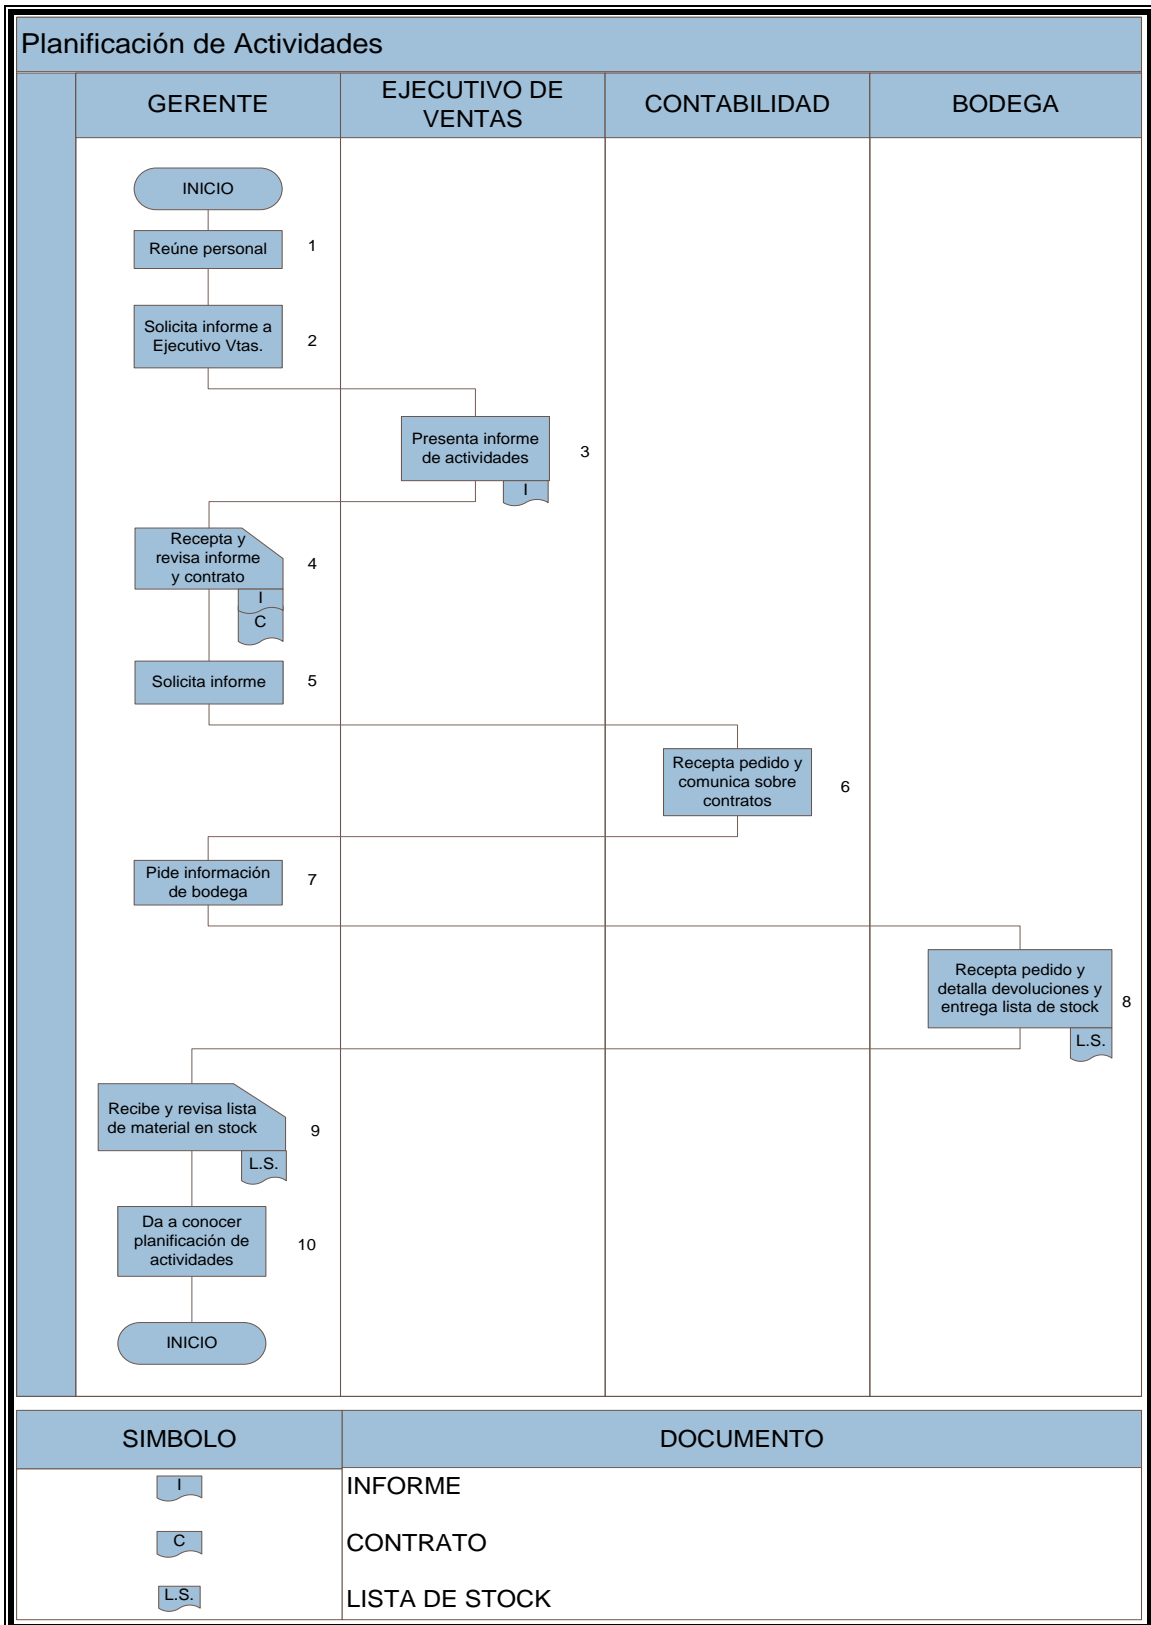 Planificación de Actividades
GERENTE
EJECUTIVO DE
VENTAS
CONTABILIDAD
BODEGA
INICIO
Reúne personal
1
Solicita informe a
Ejecutivo Vtas.
2
Presenta informe
de actividades
3
I
Recepta y
revisa informe
y contrato
4
I
C
Solicita informe
5
Recepta pedido y
comunica sobre
contratos
6
Pide información
de bodega
7
Recepta pedido y
detalla devoluciones y
entrega lista de stock
8
L.S.
Recibe y revisa lista
de material en stock
9
L.S.
Da a conocer
planificación de
actividades
10
INICIO
SIMBOLO
DOCUMENTO
I
INFORME
C
CONTRATO
L.S.
LISTA DE STOCK